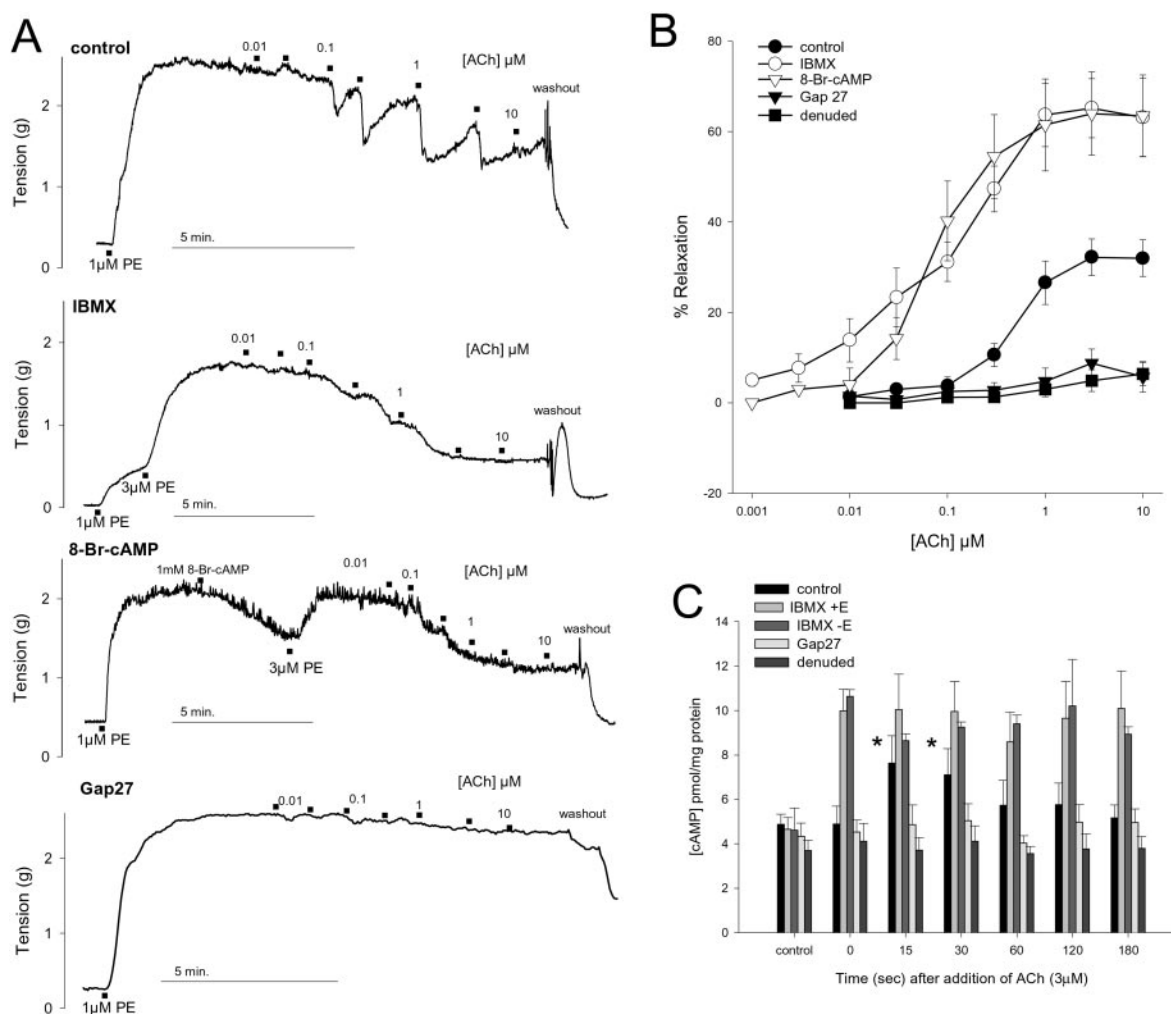 A
control
0.01
0.1
1
[ACh] µM
10
washout
2
1
0
Tension (g)
5 min.
1µM PE
IBMX
0.01
0.1
1
[ACh] µM
10
washout
2
1
0
Tension (g)
3µM PE
1µM PE
5 min.
8-Br-cAMP
1mM 8-Br-cAMP
0.01
0.1
1
[ACh] µM
10
washout
2
1
0
Tension (g)
3µM PE
5 min.
1µM PE
Gap27
0.01
0.1
1
[ACh] µM
10
washout
2
1
0
Tension (g)
5 min.
1µM PE
B
control
IBMX
8-Br-cAMP
Gap 27
denuded
80
60
40
20
0
-20
% Relaxation
0.001 0.01 0.1 1 10
[ACh] µM
C
control
IBMX +E
IBMX -E
Gap27
denuded
14
12
10
8
6
4
2
0
[cAMP] pmol/mg protein
* *
control 0 15 30 60 120 180
Time (sec) after addition of ACh (3µM)